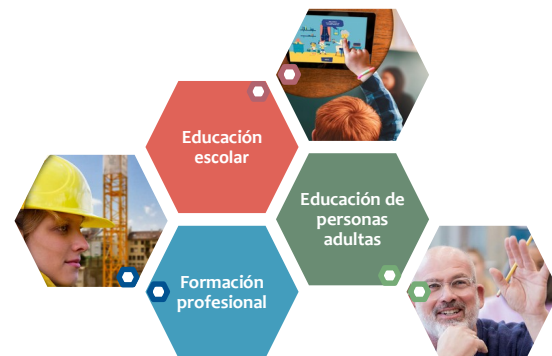 Educación
escolar
Educación de
personas
adultas
Formación
profesional